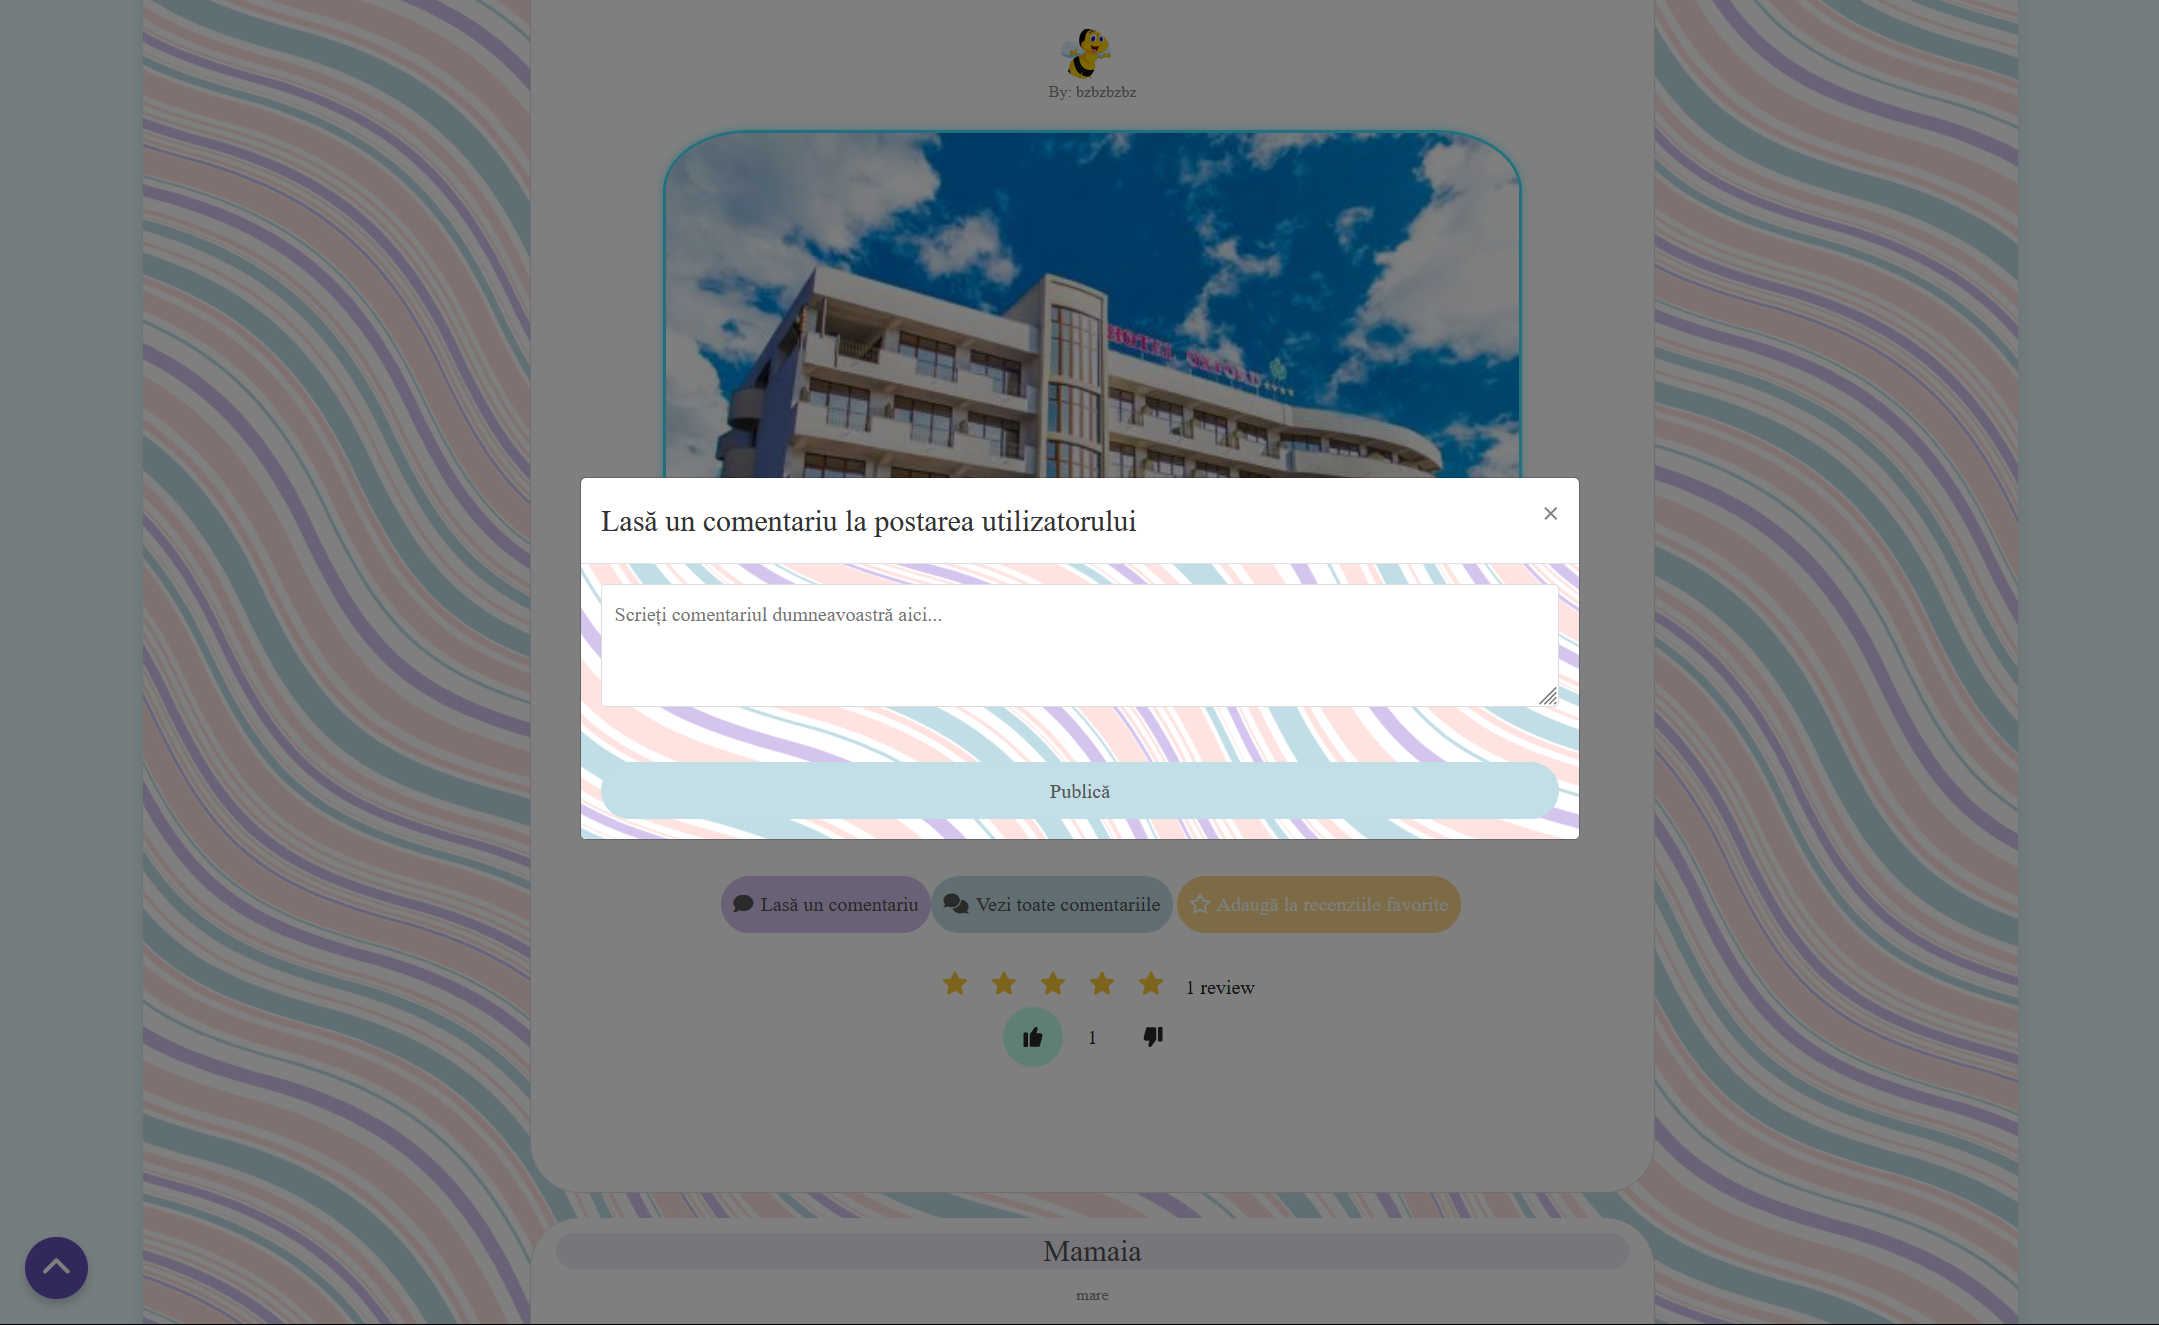 By: bzbzbzbz
HOTEL OXFORD
Lasă un comentariu la postarea utilizatorului
×
Scrieți comentariul dumneavoastră aici...
Publică
Lasă un comentariu Vezi toate comentariile Adaugă la recenziile favorite
1 review
1
Mamaia
mare